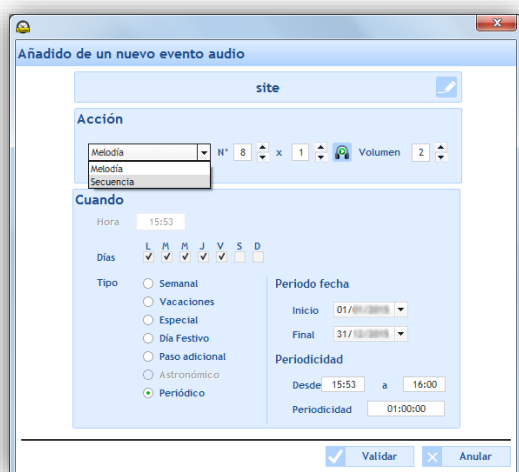 Añadido de un nuevo evento audio
site
Acción
Melodía N° 8 x 1 Volumen 2
Melodía
Secuencia
Cuando
Hora 15:53
L M M J V S D
Días
Tipo
Semanal
Vacaciones
Especial
Día Festivo
Paso adicional
Astronómico
Periódico
Periodo fecha
Inicio 01/
Final 31/
Periodicidad
Desde 15:53 a 16:00
Periodicidad 01:00:00
Validar Anular